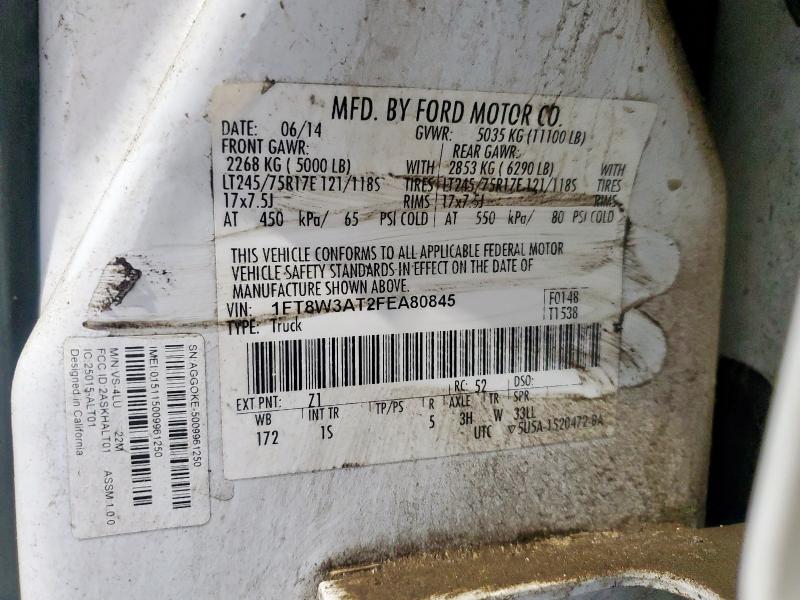 MFD. BY FORD MOTOR CO.
DATE: 06/14 GVWR: 5035 KG (11100 LB)
FRONT GAWR: REAR GAWR:
2268 KG ( 5000 LB) WITH 2853 KG ( 6290 LB) WITH
LT245/75R17E 121/118S TIRES LT245/75R17E 121/118S TIRES
17x7.5J RIMS 17x7.5J RIMS
AT 450 kPa/ 65 PSI COLD AT 550 kPa/ 80 PSI COLD
THIS VEHICLE CONFORMS TO ALL APPLICABLE FEDERAL MOTOR
VEHICLE SAFETY STANDARDS IN EFFECT ON THE DATE OF
MANUFACTURE SHOWN ABOVE.
VIN: 1FT8W3AT2FEA80845 F0148
TYPE: Truck T1538
RC: 52 DSO:
EXT PNT: Z1
WB INT TR TP/PS R AXLE TR SPR
172 1S 5 3H W 33LL
UTC ▽5U5A-1520472-BA
SN AGGOKE-5009961250
IMEI 015115009961250
M/N VS-4LU 22M
FCC ID:2ASKHALT01 ASSM 1.0.0
IC:25015-ALT01
Designed in California